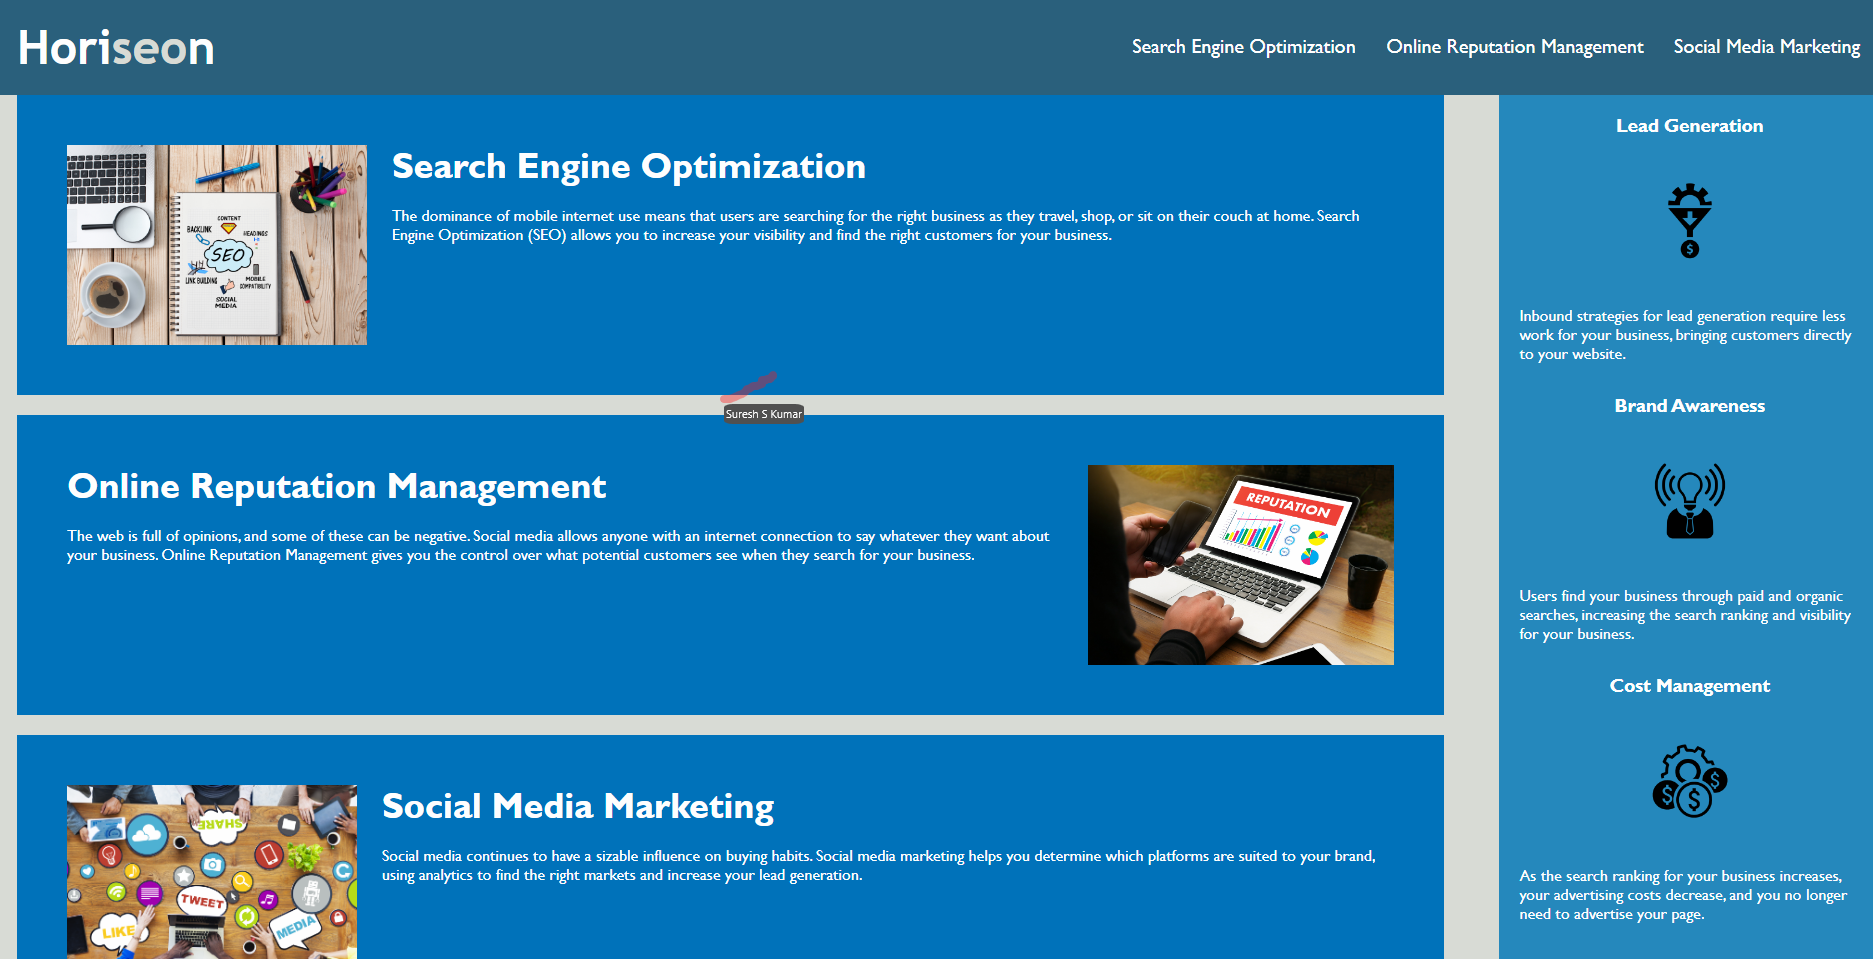 Horiseon
Search Engine Optimization
Online Reputation Management
Social Media Marketing
Search Engine Optimization
The dominance of mobile internet use means that users are searching for the right business as they travel, shop, or sit on their couch at home. Search
Engine Optimization (SEO) allows you to increase your visibility and find the right customers for your business.
CONTENT
BACKLINK
HEADINGS
SEO
LINK BUILDING
MOBILE
COMPATIBILITY
SOCIAL
MEDIA
Suresh S Kumar
Online Reputation Management
The web is full of opinions, and some of these can be negative. Social media allows anyone with an internet connection to say whatever they want about
your business. Online Reputation Management gives you the control over what potential customers see when they search for your business.
REPUTATION
Social Media Marketing
Social media continues to have a sizable influence on buying habits. Social media marketing helps you determine which platforms are suited to your brand,
using analytics to find the right markets and increase your lead generation.
SHARE
TWEET
LIKE
MEDIA
Lead Generation
$
Inbound strategies for lead generation require less
work for your business, bringing customers directly
to your website.
Brand Awareness
Users find your business through paid and organic
searches, increasing the search ranking and visibility
for your business.
Cost Management
$
$
$
As the search ranking for your business increases,
your advertising costs decrease, and you no longer
need to advertise your page.